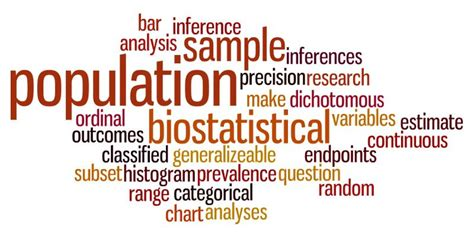 bar inference
analysis sample inferences
population precision research
make dichotomous
ordinal biostatistical variables estimate
outcomes continuous
classified generalizeable endpoints
subset histogram prevalence question
range categorical random
chart analyses